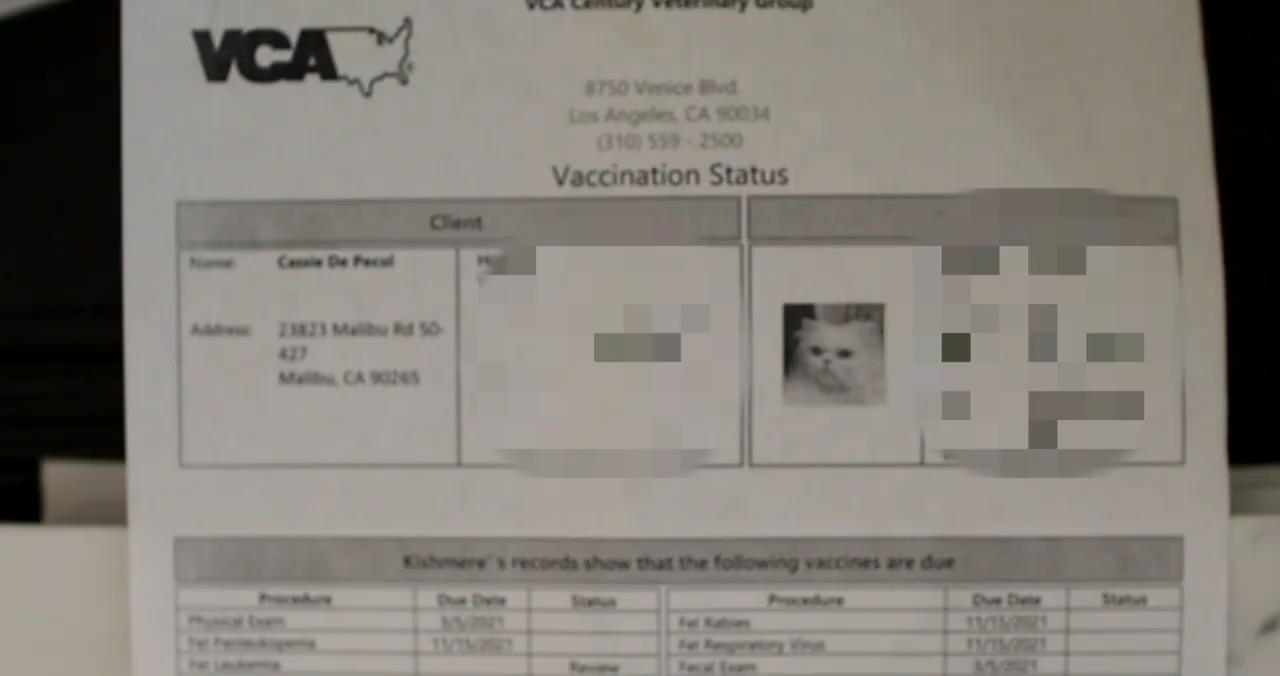 VCA Century Veterinary Group
VCA
8750 Venice Blvd.
Los Angeles, CA 90034
(310) 559 - 2500
Vaccination Status
Client
Name: Cassie De Pecol
Address: 23823 Malibu Rd 50-
427
Malibu, CA 90265
Kishmere's records show that the following vaccines are due
Procedure Due Date Status Procedure Due Date Status
Physical Exam 3/5/2021 Fel Rabies 11/15/2021
Fel Panleukopenia 11/15/2021 Fel Respiratory Virus 11/15/2021
Fel Leukemia Review Fecal Exam 3/5/2021